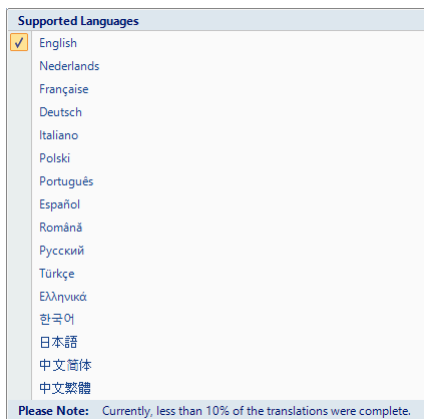 Supported Languages
English
Nederlands
Française
Deutsch
Italiano
Polski
Português
Español
Română
Русский
Türkçe
Ελληνικά
한국어
日本語
中文简体
中文繁體
Please Note: Currently, less than 10% of the translations were complete.